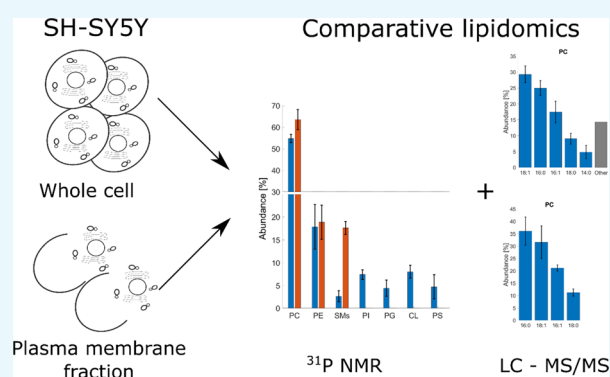 SH-SY5Y
Comparative lipidomics
Whole cell
Plasma membrane
fraction
Abundance [%]
70
60
50
40
30
20
10
0
PC PE SMs PI PG CL PS
³¹P NMR
+
PC
Abundance [%]
35
30
25
20
15
10
5
0
18:1 16:0 16:1 18:0 14:0 Other
PC
Abundance [%]
45
40
35
30
25
20
15
10
5
0
16:0 18:1 16:1 18:0
LC - MS/MS